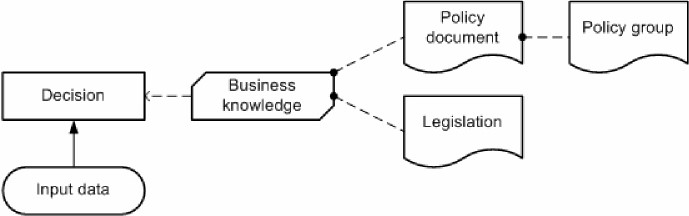 Policy
document
Policy group
Decision
Business
knowledge
Legislation
Input data